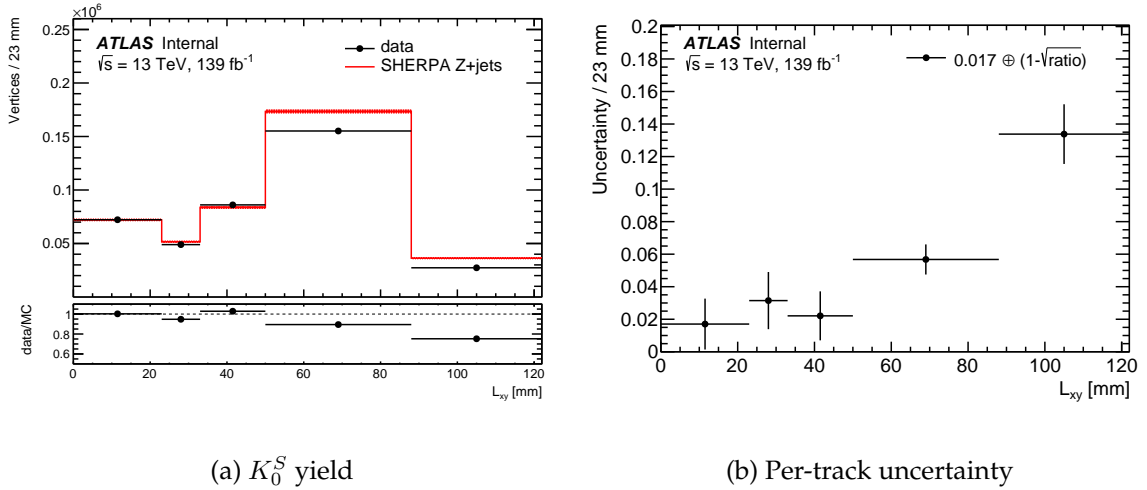 ×10⁶
Vertices / 23 mm
0.25
0.2
0.15
0.1
0.05
ATLAS Internal
√s = 13 TeV, 139 fb⁻¹
data
SHERPA Z+jets
data/MC
1
0.8
0.6
0 20 40 60 80 100 120
Lxy [mm]
(a) K₀ˢ yield
Uncertainty / 23 mm
0.2
0.18
0.16
0.14
0.12
0.1
0.08
0.06
0.04
0.02
0
ATLAS Internal
√s = 13 TeV, 139 fb⁻¹
0.017 ⊕ (1-√ratio)
0 20 40 60 80 100 120
Lxy [mm]
(b) Per-track uncertainty